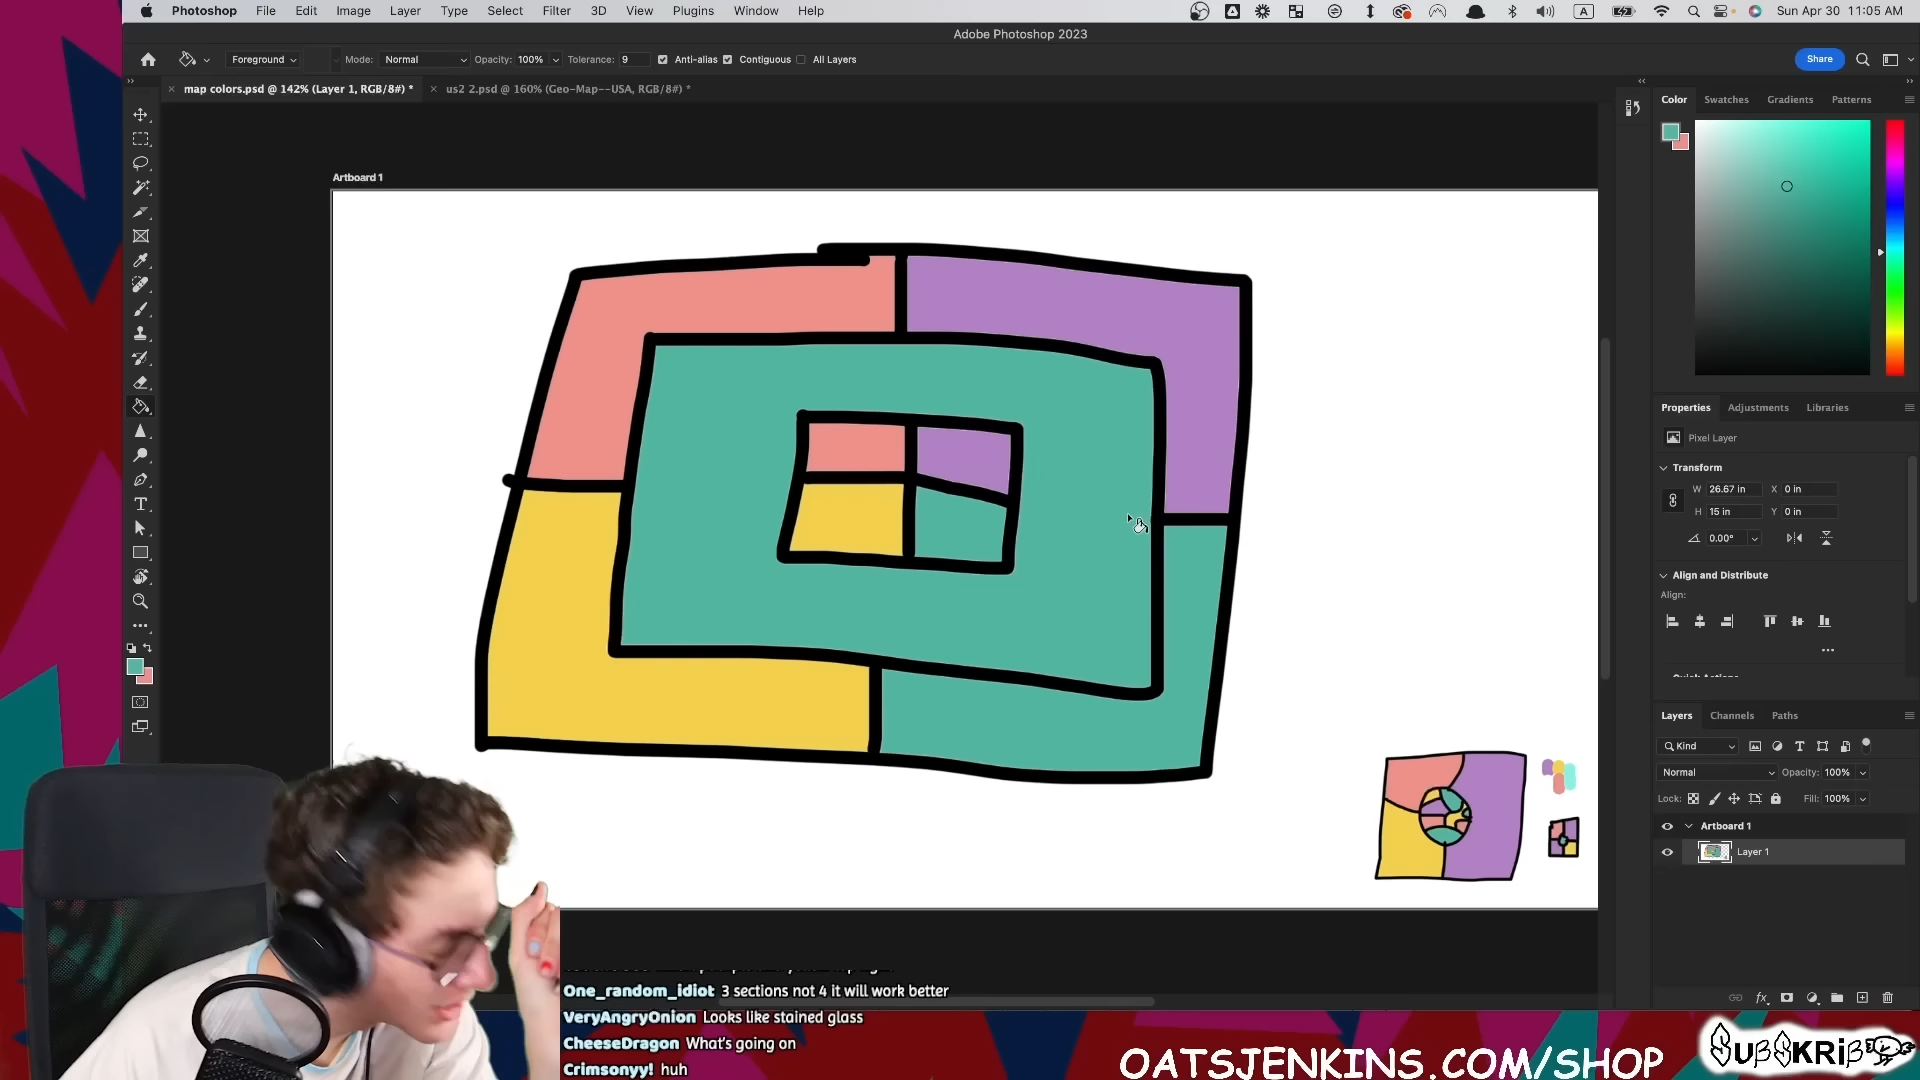 Photoshop File Edit Image Layer Type Select Filter 3D View Plugins Window Help
A Sun Apr 30 11:05 AM
Adobe Photoshop 2023
Foreground Mode: Normal Opacity: 100% Tolerance: 9 Anti-alias Contiguous All Layers Share
map colors.psd @ 142% (Layer 1, RGB/8#) * us2 2.psd @ 160% (Geo-Map--USA, RGB/8#) *
Color Swatches Gradients Patterns
Artboard 1
Properties Adjustments Libraries
Pixel Layer
Transform
W 26.67 in X 0 in
H 15 in Y 0 in
0.00°
Align and Distribute
Align:
Layers Channels Paths
Kind
Normal Opacity: 100%
Lock: Fill: 100%
Artboard 1
Layer 1
fx
One_random_idiot: 3 sections not 4 it will work better
VeryAngryOnion Looks like stained glass
CheeseDragon What's going on
Crimsonyy! huh
OATSJENKINS.COM/SHOP
SUBSKRIB